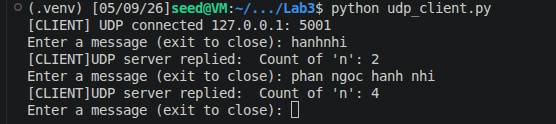 (.venv) [05/09/26]seed@VM:~/.../Lab3$ python udp_client.py
[CLIENT] UDP connected 127.0.0.1: 5001
Enter a message (exit to close): hanhnhi
[CLIENT]UDP server replied:  Count of 'n': 2
Enter a message (exit to close): phan ngoc hanh nhi
[CLIENT]UDP server replied:  Count of 'n': 4
Enter a message (exit to close):